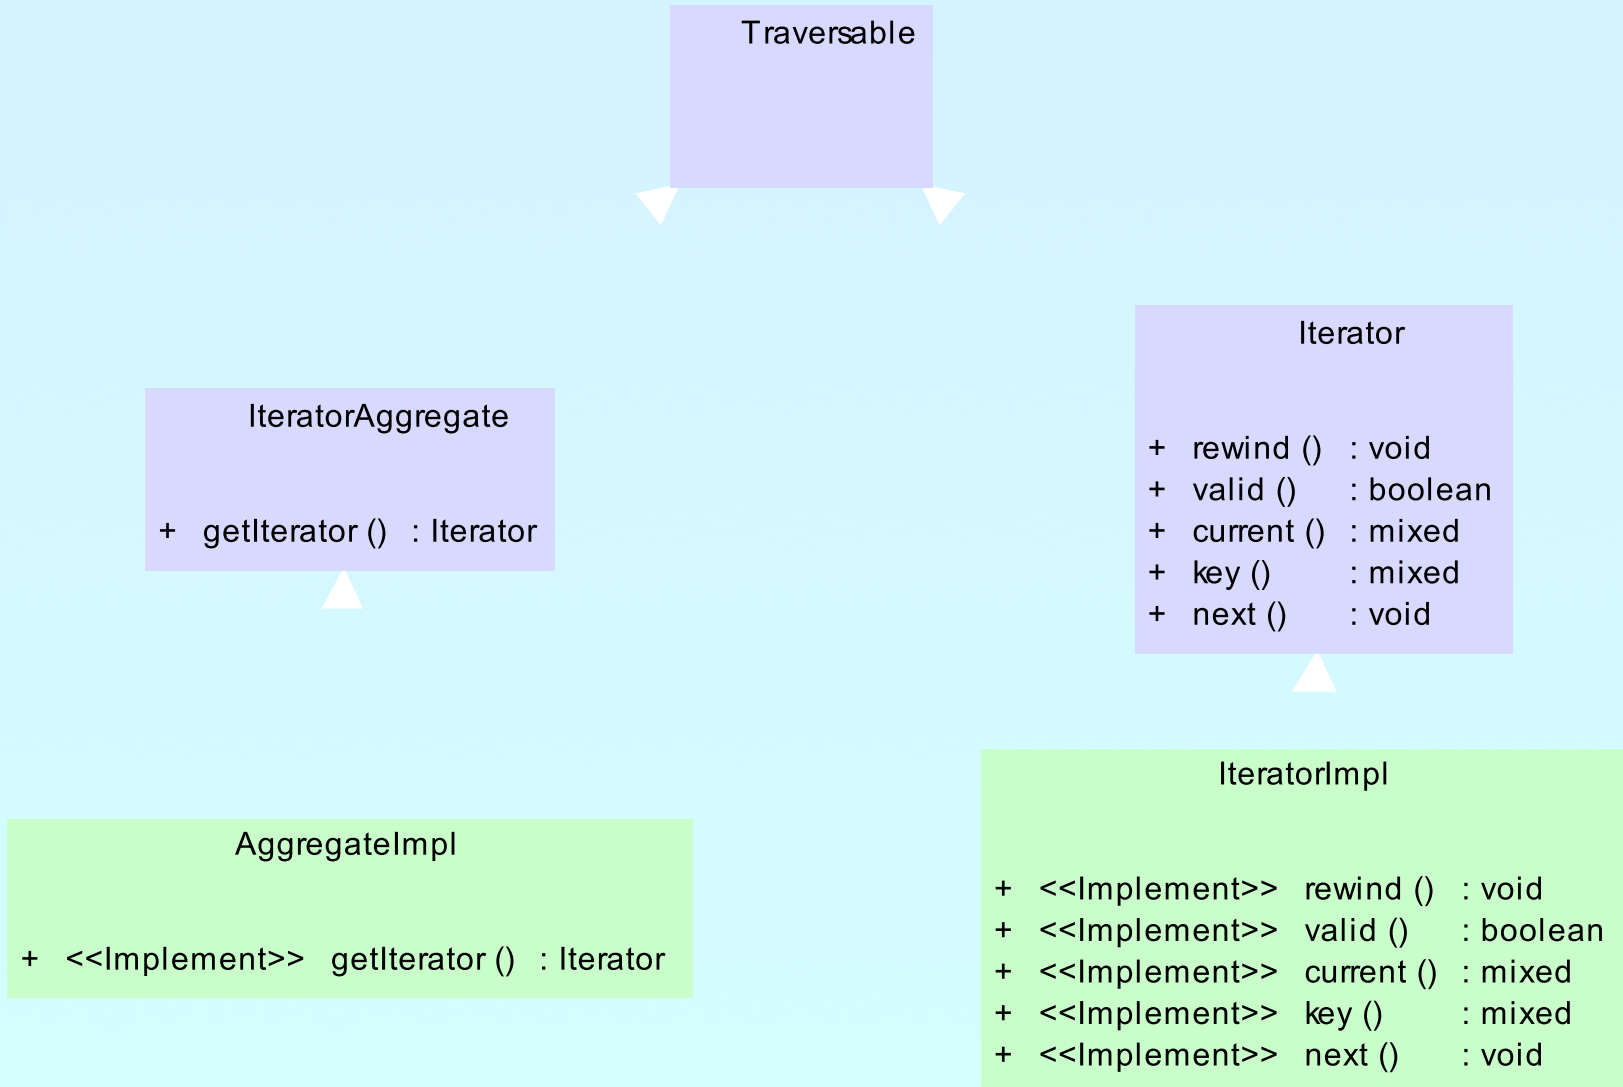 Traversable
IteratorAggregate
+ getIterator () : Iterator
Iterator
+ rewind () : void
+ valid () : boolean
+ current () : mixed
+ key () : mixed
+ next () : void
AggregateImpl
+ <<Implement>> getIterator () : Iterator
IteratorImpl
+ <<Implement>> rewind () : void
+ <<Implement>> valid () : boolean
+ <<Implement>> current () : mixed
+ <<Implement>> key () : mixed
+ <<Implement>> next () : void